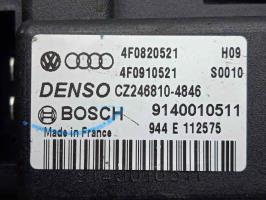 4F0820521 H09
4F0910521 S0010
DENSO CZ246810-4846
BOSCH 9140010511
Made in France 944 E 112575